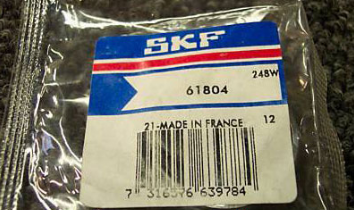 SKF
248W
61804
21-MADE IN FRANCE 12
7 316576 639784